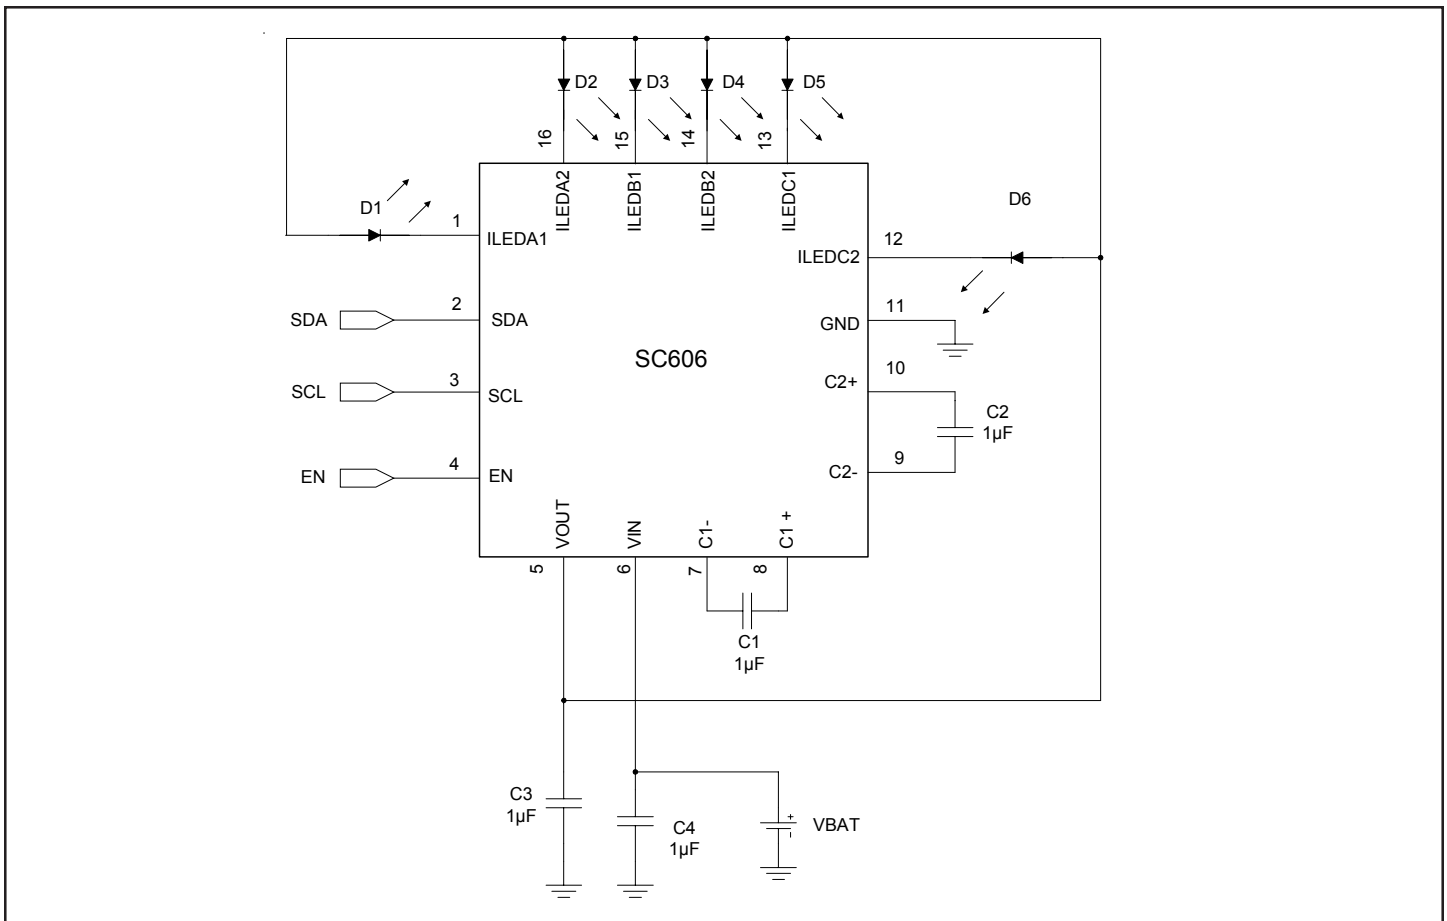 D2
D3
D4
D5
16
15
14
13
ILEDA2
ILEDB1
ILEDB2
ILEDC1
D1
D6
1
ILEDA1
12
ILEDC2
2
SDA
SDA
11
GND
SC606
3
SCL
SCL
10
C2+
C2
1µF
4
EN
EN
9
C2-
VOUT
VIN
C1-
C1 +
5
6
7
8
C1
1µF
C3
1µF
C4
1µF
+
-
VBAT